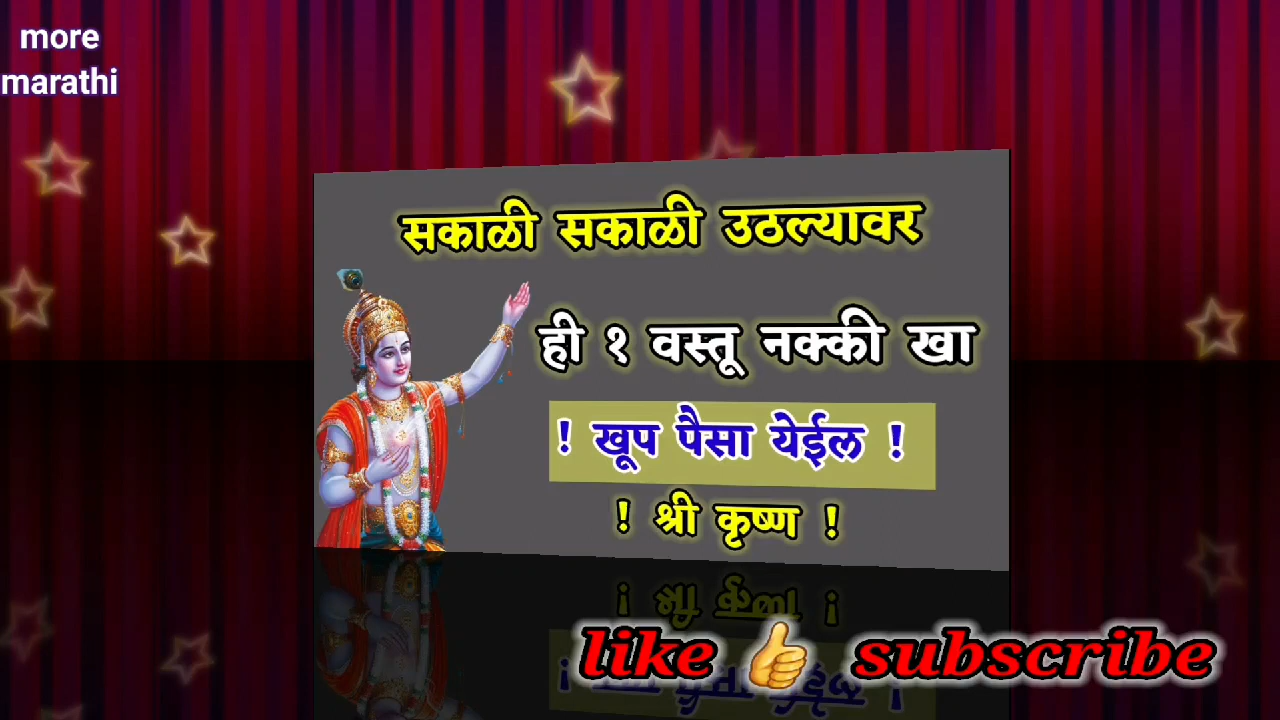 more
marathi
सकाळी सकाळी उठल्यावर
ही १ वस्तू नक्की खा
! खूप पैसा येईल !
! श्री कृष्ण !
like 👍 subscribe